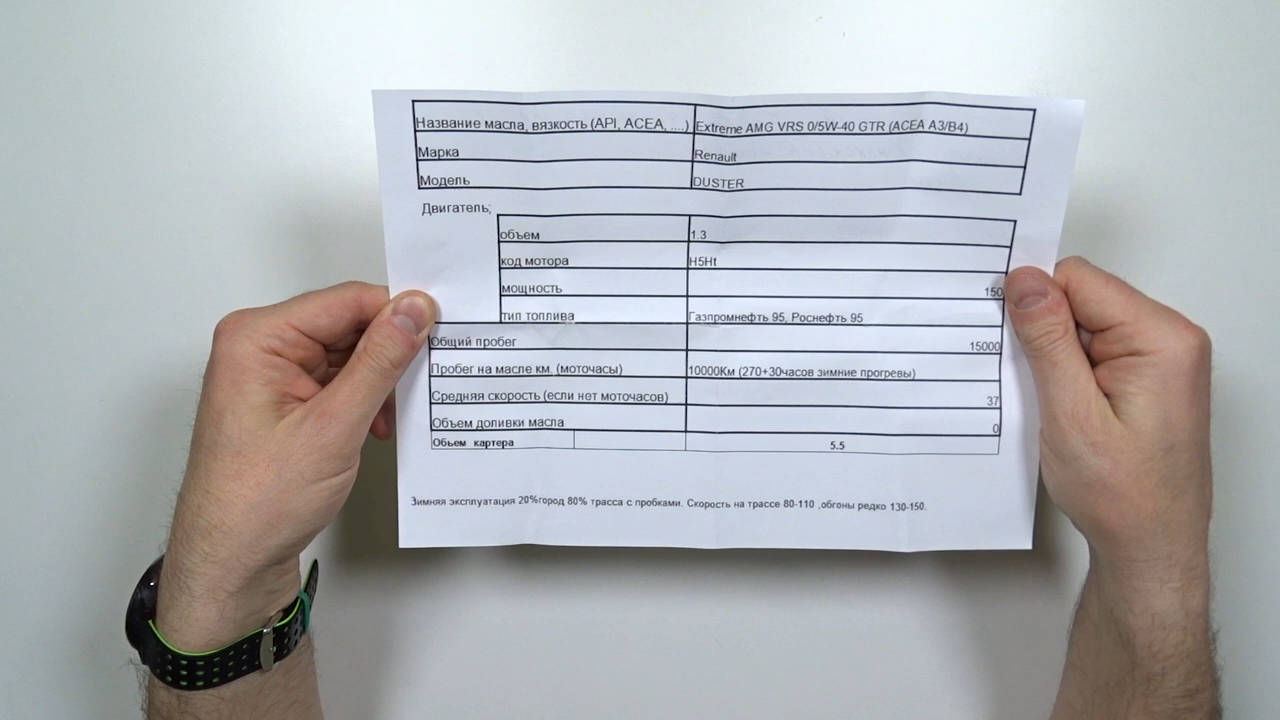 Название масла, вязкость (API, ACEA, ....) Extreme AMG VRS 0/5W-40 GTR (ACEA A3/B4)
Марка Renault
Модель DUSTER
Двигатель;
объем 1.3
код мотора H5Ht
мощность 150
тип топлива Газпромнефть 95, Роснефть 95
Общий пробег 15000
Пробег на масле км. (моточасы) 10000Км (270+30часов зимние прогревы)
Средняя скорость (если нет моточасов) 37
Объем доливки масла 0
Объем картера 5.5
Зимняя эксплуатация 20%город 80% трасса с пробками. Скорость на трассе 80-110 ,обгоны редко 130-150.